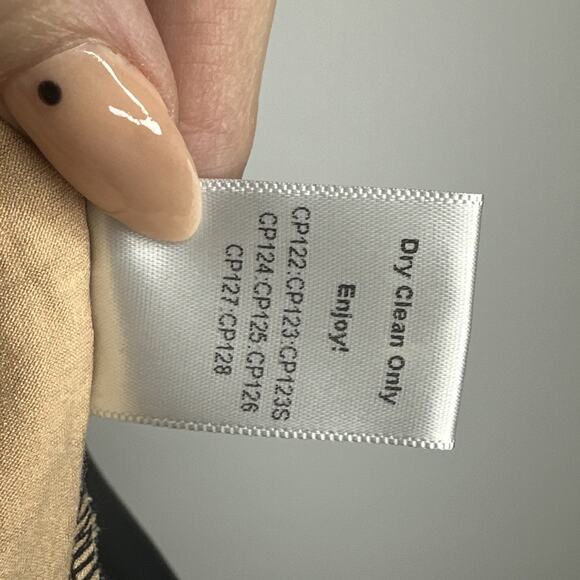 Dry Clean Only
Enjoy!
CP122:CP123:CP123S
CP124:CP125:CP126
CP127:CP128